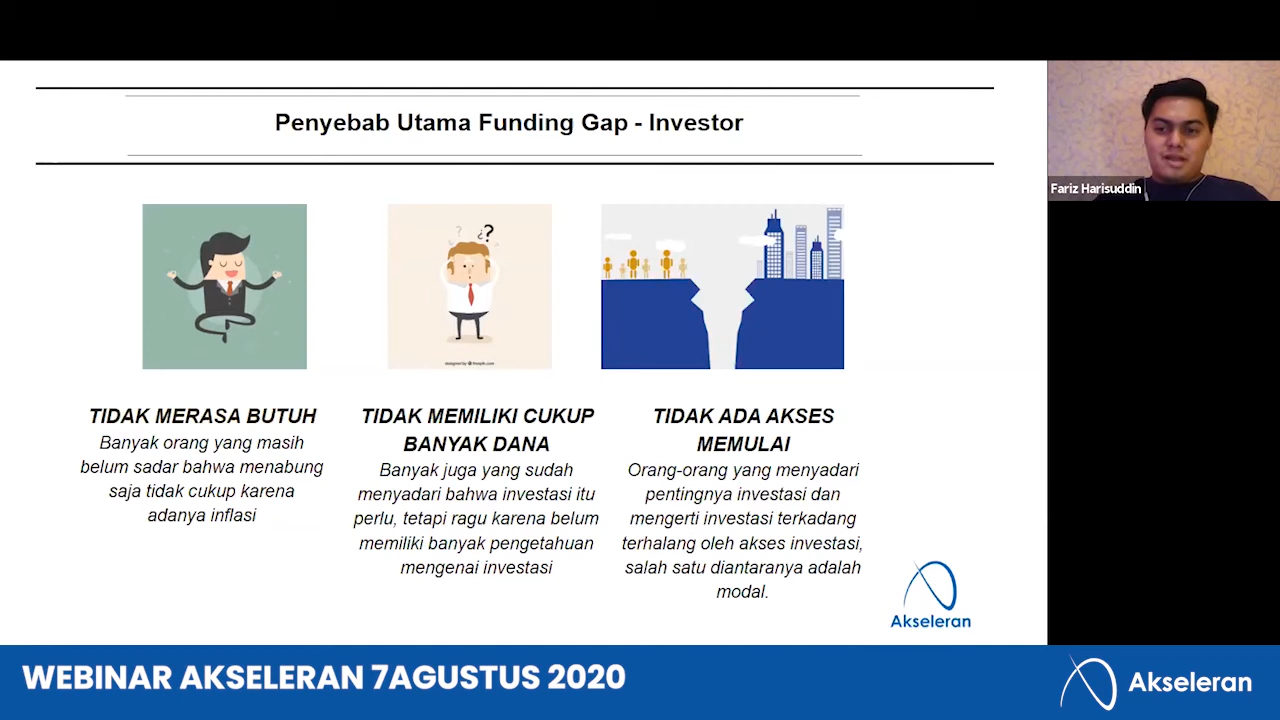 Penyebab Utama Funding Gap - Investor
Fariz Harisuddin
? ¿?
designed by freepik.com
TIDAK MERASA BUTUH
Banyak orang yang masih
belum sadar bahwa menabung
saja tidak cukup karena
adanya inflasi
TIDAK MEMILIKI CUKUP
BANYAK DANA
Banyak juga yang sudah
menyadari bahwa investasi itu
perlu, tetapi ragu karena belum
memiliki banyak pengetahuan
mengenai investasi
TIDAK ADA AKSES
MEMULAI
Orang-orang yang menyadari
pentingnya investasi dan
mengerti investasi terkadang
terhalang oleh akses investasi,
salah satu diantaranya adalah
modal.
Akseleran
WEBINAR AKSELERAN 7AGUSTUS 2020
Akseleran